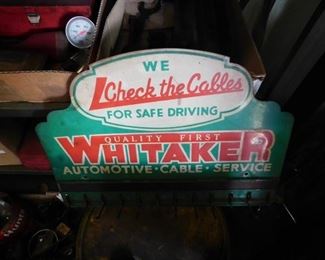 WE
Check the Cables
FOR SAFE DRIVING
QUALITY FIRST
WHITAKER
AUTOMOTIVE · CABLE · SERVICE